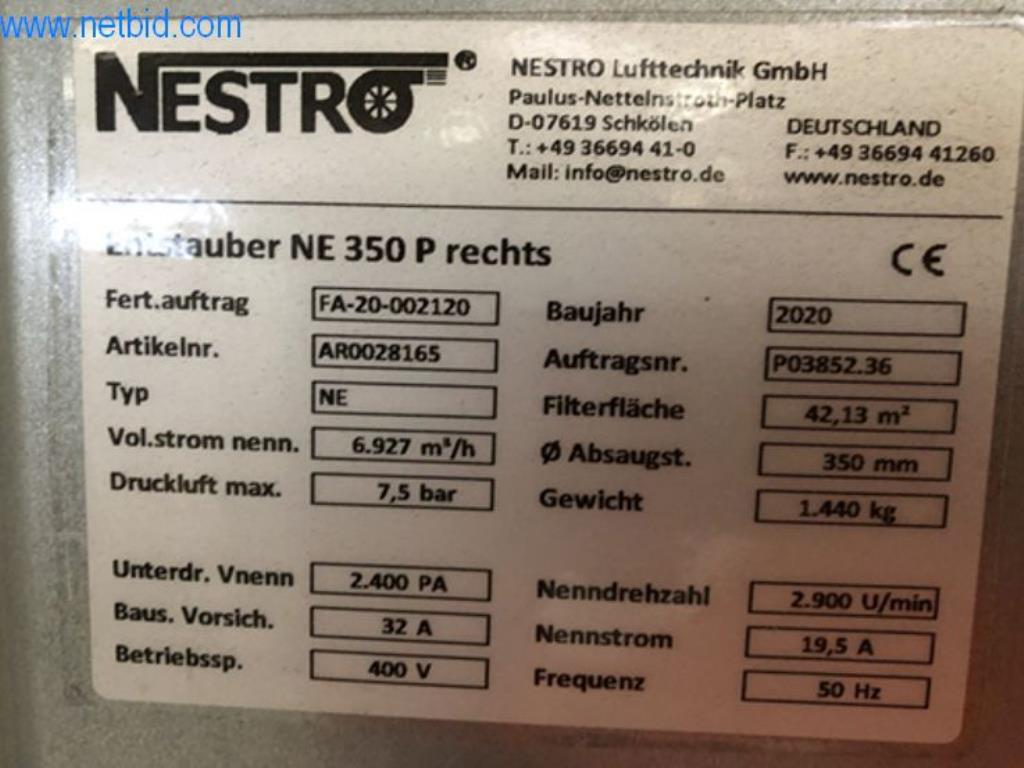 www.netbid.com
NESTRO®
NESTRO Lufttechnik GmbH
Paulus-Nettelnstroth-Platz
D-07619 Schkölen DEUTSCHLAND
T.: +49 36694 41-0 F.: +49 36694 41260
Mail: info@nestro.de www.nestro.de
Entstauber NE 350 P rechts CE
Fert.auftrag FA-20-002120 Baujahr 2020
Artikelnr. AR0028165 Auftragsnr. P03852.36
Typ NE Filterfläche 42,13 m²
Vol.strom nenn. 6.927 m³/h Ø Absaugst. 350 mm
Druckluft max. 7,5 bar Gewicht 1.440 kg
Unterdr. Vnenn 2.400 PA Nenndrehzahl 2.900 U/min
Baus. Vorsich. 32 A Nennstrom 19,5 A
Betriebssp. 400 V Frequenz 50 Hz